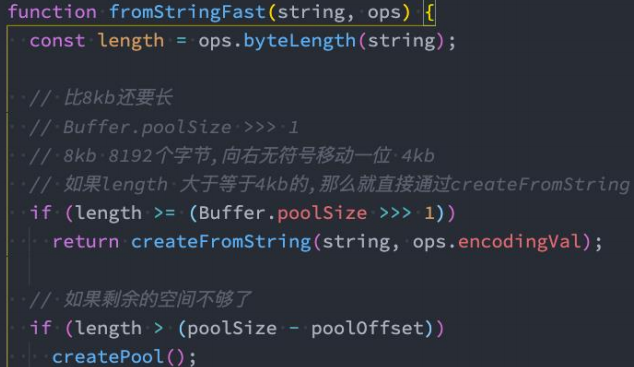 function fromStringFast(string, ops) {
const length = ops.byteLength(string);
// 比8kb还要长
// Buffer.poolSize >>> 1
// 8kb 8192个字节,向右无符号移动一位 4kb
// 如果length 大于等于4kb的,那么就直接通过createFromString
if (length >= (Buffer.poolSize >>> 1))
return createFromString(string, ops.encodingVal);
// 如果剩余的空间不够了
if (length > (poolSize - poolOffset))
createPool();